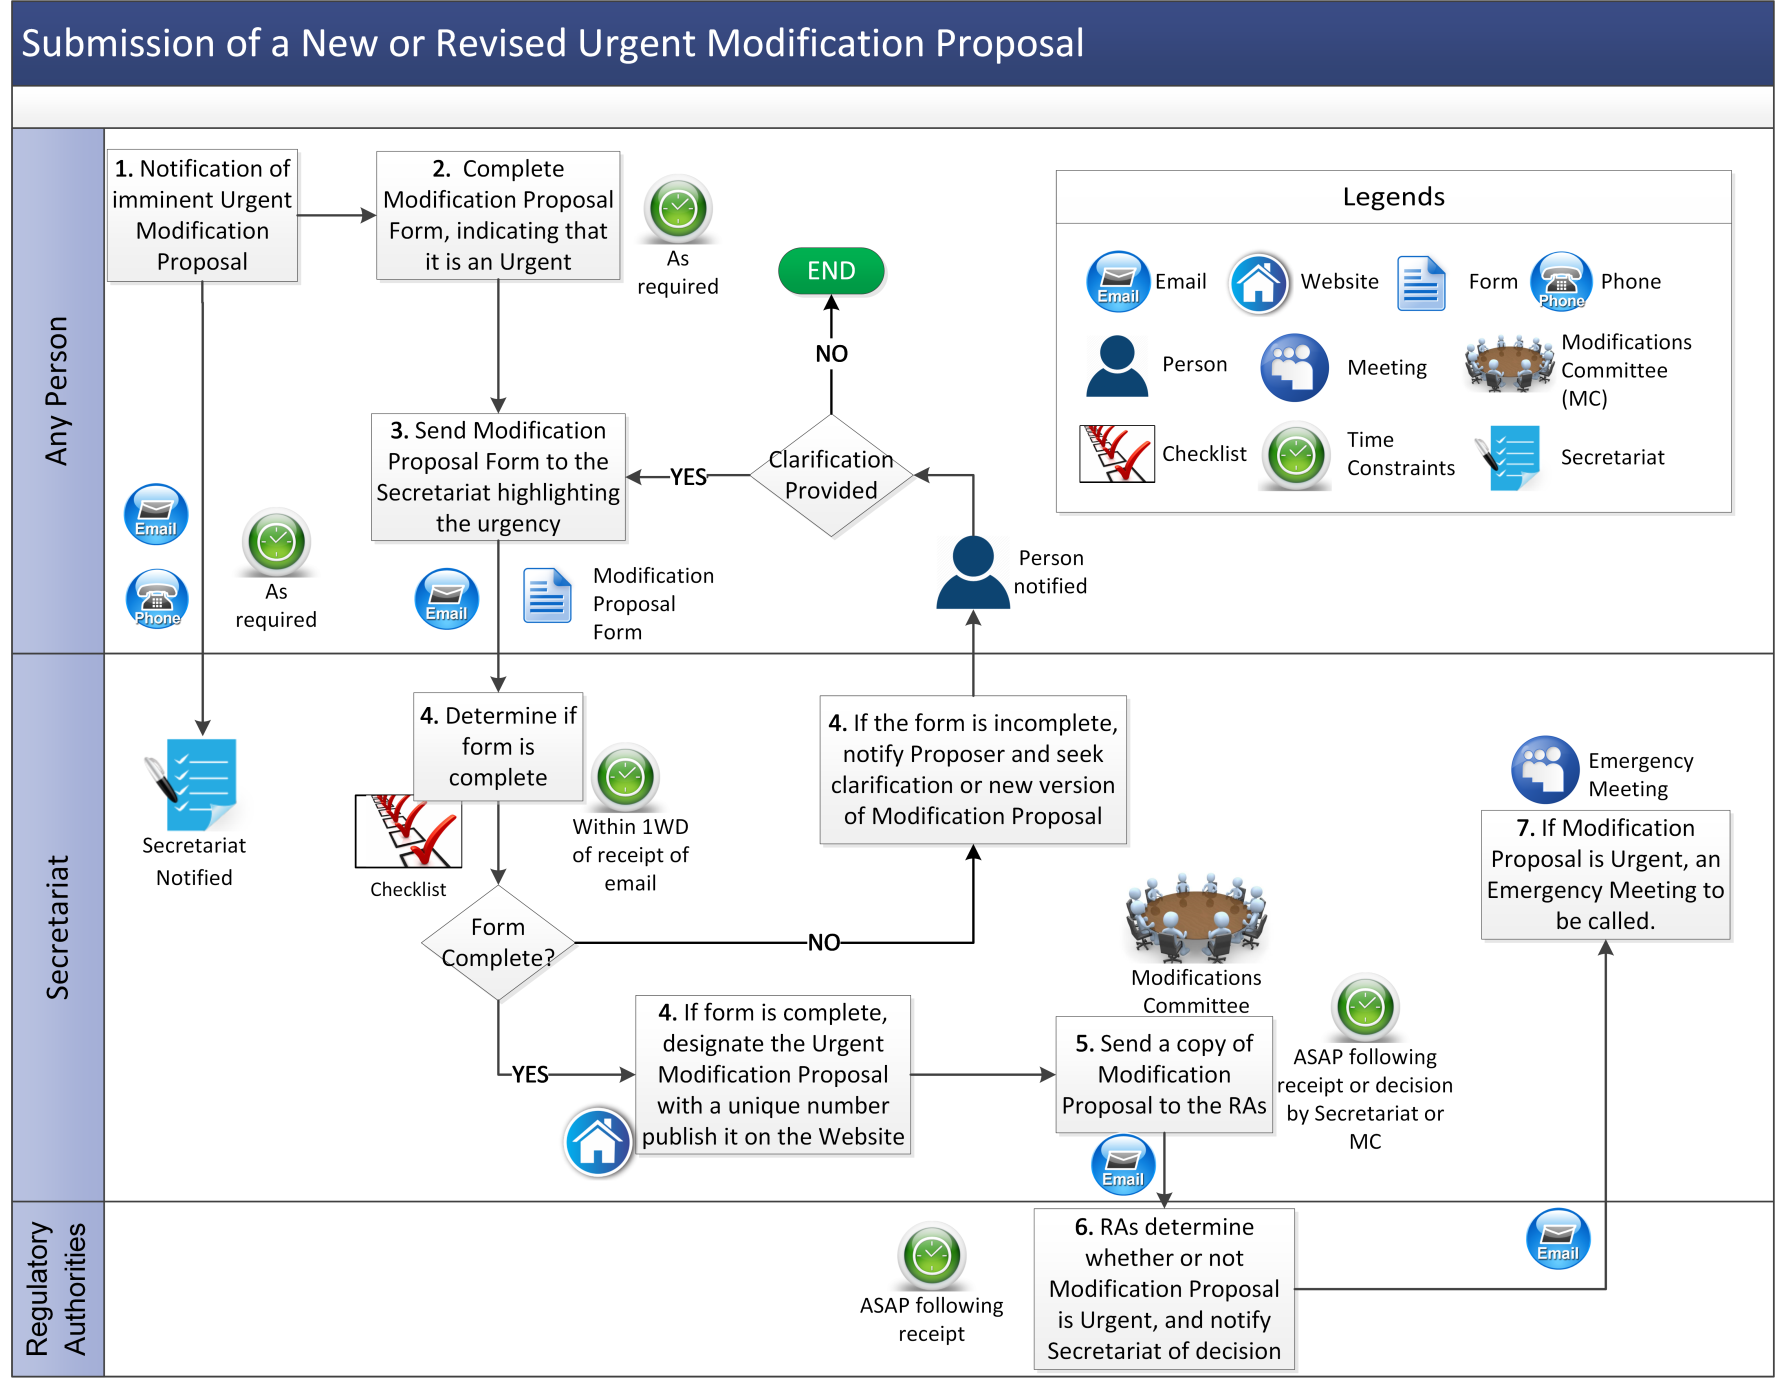 Submission of a New or Revised Urgent Modification Proposal
Any Person
1. Notification of
imminent Urgent
Modification
Proposal
2. Complete
Modification Proposal
Form, indicating that
it is an Urgent
As
required
END
NO
Legends
Email
Email
Website
Form
Phone
Phone
Person
Meeting
Modifications
Committee
(MC)
Checklist
Time
Constraints
Secretariat
3. Send Modification
Proposal Form to the
Secretariat highlighting
the urgency
YES
Clarification
Provided
Email
Phone
As
required
Email
Modification
Proposal
Form
Person
notified
Secretariat
Secretariat
Notified
4. Determine if
form is
complete
Checklist
Within 1WD
of receipt of
email
4. If the form is incomplete,
notify Proposer and seek
clarification or new version
of Modification Proposal
Emergency
Meeting
7. If Modification
Proposal is Urgent, an
Emergency Meeting to
be called.
Form
Complete?
NO
Modifications
Committee
YES
4. If form is complete,
designate the Urgent
Modification Proposal
with a unique number
publish it on the Website
5. Send a copy of
Modification
Proposal to the RAs
ASAP following
receipt or decision
by Secretariat or
MC
Email
Regulatory
Authorities
ASAP following
receipt
6. RAs determine
whether or not
Modification Proposal
is Urgent, and notify
Secretariat of decision
Email